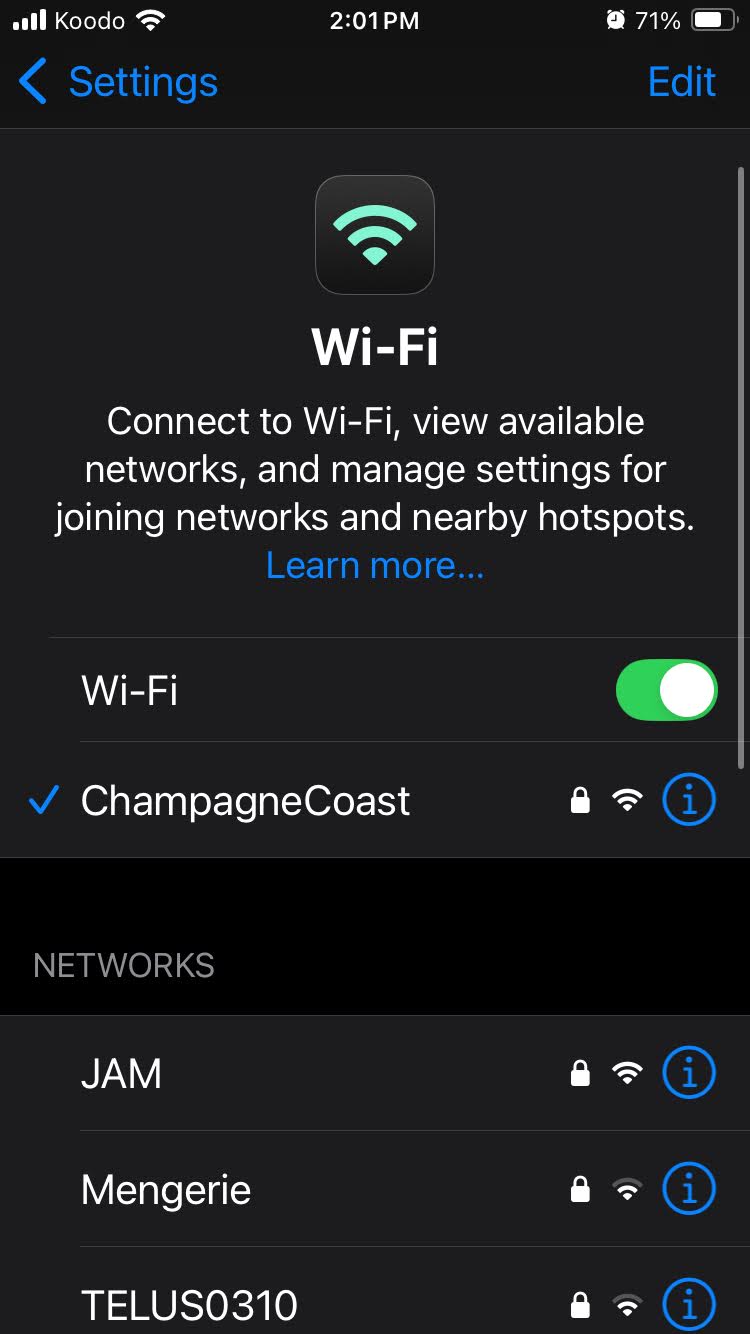 Koodo 2:01 PM 71%
Settings Edit
Wi-Fi
Connect to Wi-Fi, view available
networks, and manage settings for
joining networks and nearby hotspots.
Learn more...
Wi-Fi
ChampagneCoast
NETWORKS
JAM
Mengerie
TELUS0310